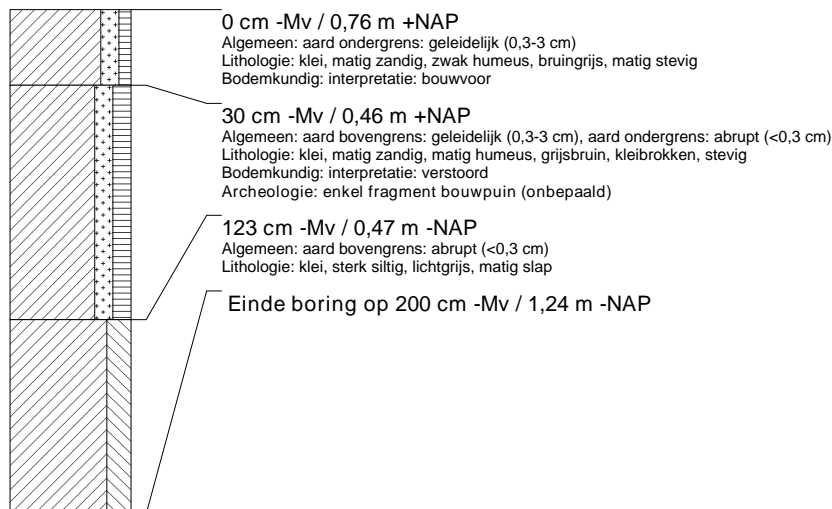 0 cm -Mv / 0,76 m +NAP
Algemeen: aard ondergrens: geleidelijk (0,3-3 cm)
Lithologie: klei, matig zandig, zwak humeus, bruingrijs, matig stevig
Bodemkundig: interpretatie: bouwvoor
30 cm -Mv / 0,46 m +NAP
Algemeen: aard bovengrens: geleidelijk (0,3-3 cm), aard ondergrens: abrupt (<0,3 cm)
Lithologie: klei, matig zandig, matig humeus, grijsbruin, kleibrokken, stevig
Bodemkundig: interpretatie: verstoord
Archeologie: enkel fragment bouwpuin (onbepaald)
123 cm -Mv / 0,47 m -NAP
Algemeen: aard bovengrens: abrupt (<0,3 cm)
Lithologie: klei, sterk siltig, lichtgrijs, matig slap
Einde boring op 200 cm -Mv / 1,24 m -NAP